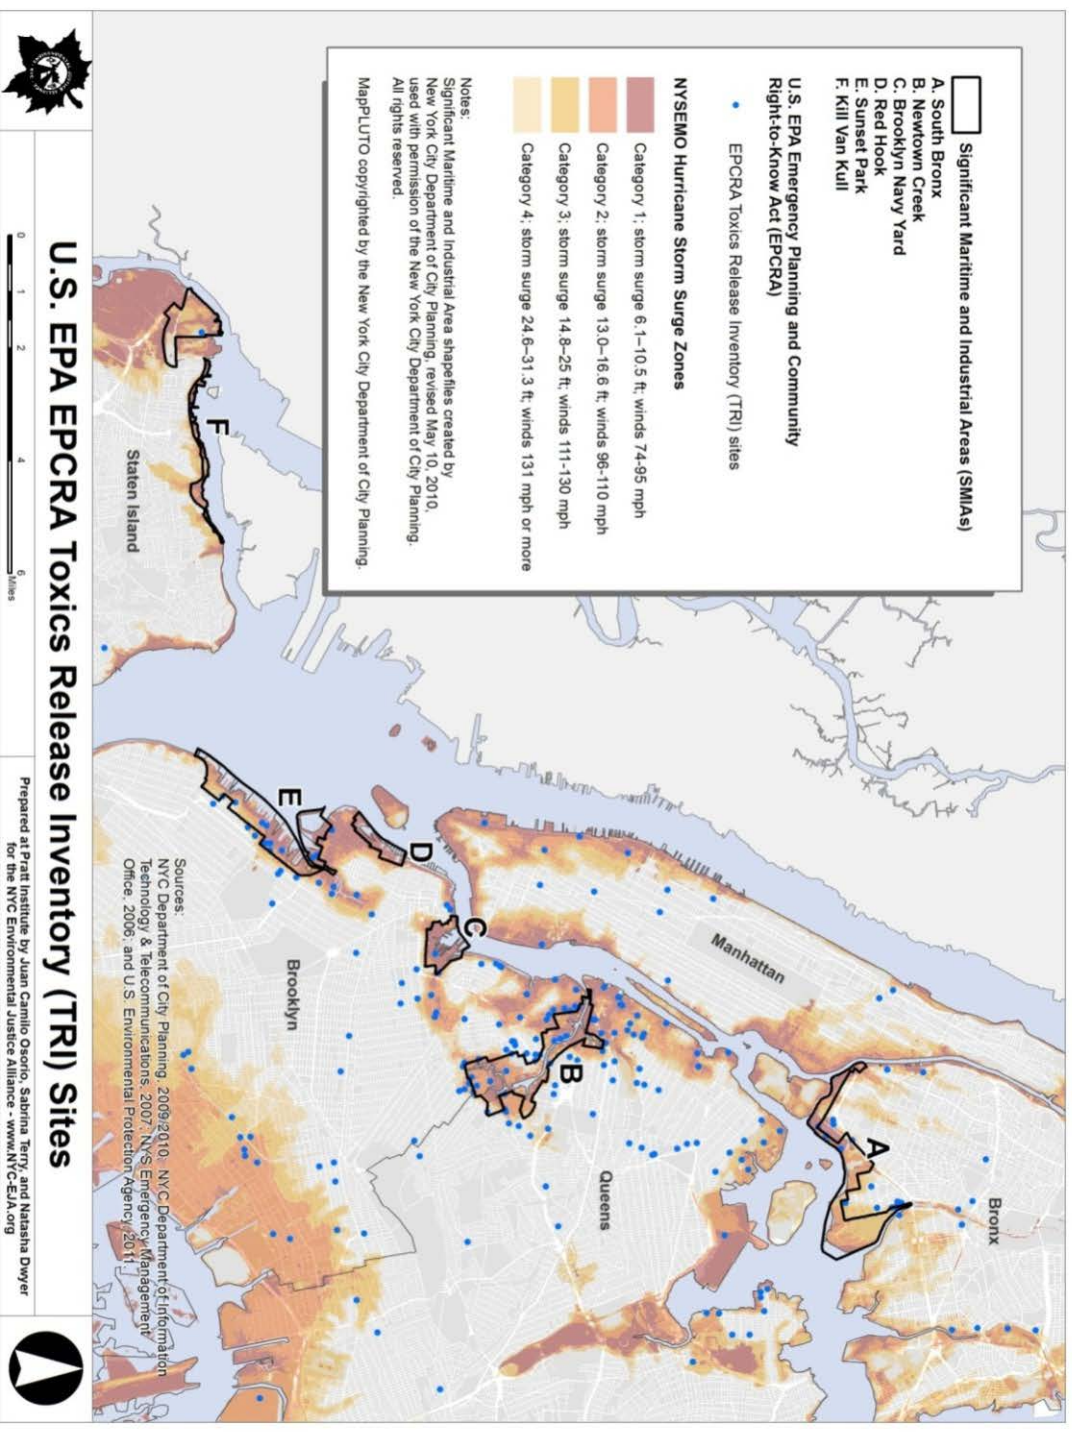 Significant Maritime and Industrial Areas (SMIAs)
A. South Bronx
B. Newtown Creek
C. Brooklyn Navy Yard
D. Red Hook
E. Sunset Park
F. Kill Van Kull
U.S. EPA Emergency Planning and Community
Right-to-Know Act (EPCRA)
EPCRA Toxics Release Inventory (TRI) sites
NYSEMO Hurricane Storm Surge Zones
Category 1; storm surge 6.1–10.5 ft; winds 74-95 mph
Category 2; storm surge 13.0–16.6 ft; winds 96-110 mph
Category 3; storm surge 14.8–25 ft; winds 111-130 mph
Category 4; storm surge 24.6–31.3 ft; winds 131 mph or more
Notes:
Significant Maritime and Industrial Area shapefiles created by
New York City Department of City Planning, revised May 10, 2010,
used with permission of the New York City Department of City Planning.
All rights reserved.
MapPLUTO copyrighted by the New York City Department of City Planning.
Bronx
A
Manhattan
Queens
B
C
D
E
Brooklyn
F
Staten Island
Sources:
NYC Department of City Planning, 2009/2010; NYC Department of Information
Technology & Telecommunications, 2007; NYS Emergency Management
Office, 2006; and U.S. Environmental Protection Agency, 2011
U.S. EPA EPCRA Toxics Release Inventory (TRI) Sites
0 1 2 4 6
Miles
Prepared at Pratt Institute by Juan Camilo Osorio, Sabrina Terry, and Natasha Dwyer
for the NYC Environmental Justice Alliance - www.NYC-EJA.org